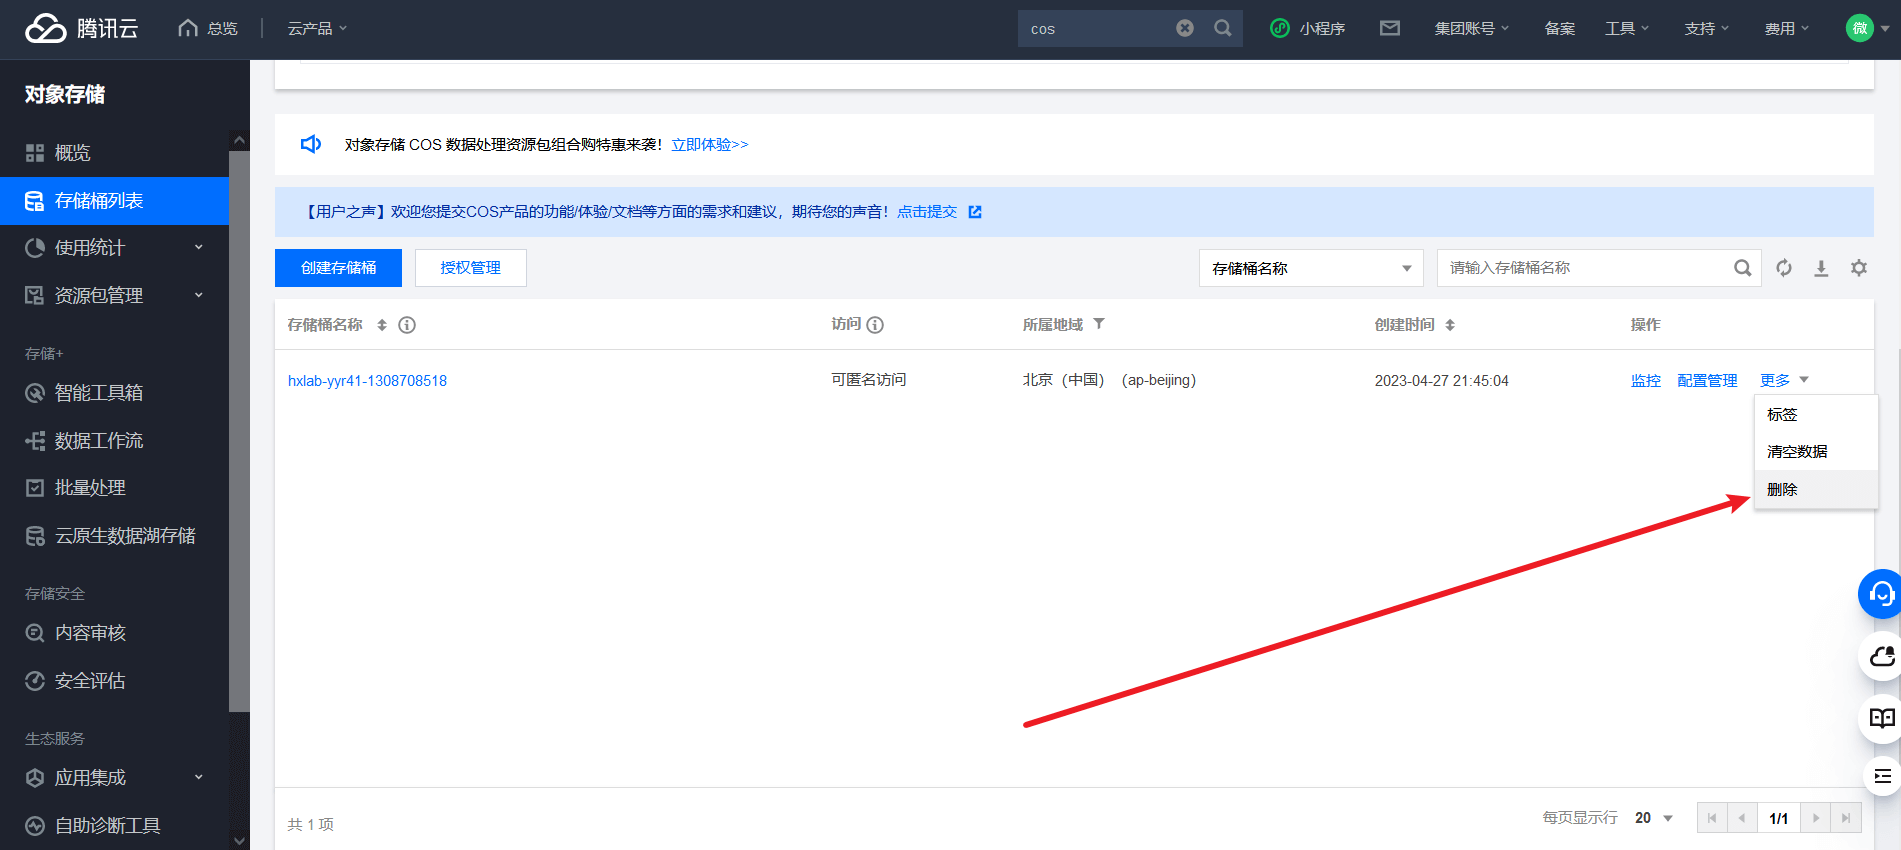 腾讯云
总览
云产品
cos
小程序
集团账号
备案
工具
支持
费用
微
对象存储
概览
存储桶列表
使用统计
资源包管理
存储+
智能工具箱
数据工作流
批量处理
云原生数据湖存储
存储安全
内容审核
安全评估
生态服务
应用集成
自助诊断工具
对象存储 COS 数据处理资源包组合购特惠来袭！立即体验>>
【用户之声】欢迎您提交COS产品的功能/体验/文档等方面的需求和建议，期待您的声音！点击提交
创建存储桶
授权管理
存储桶名称
请输入存储桶名称
存储桶名称
访问
所属地域
创建时间
操作
hxlab-yyr41-1308708518
可匿名访问
北京（中国）（ap-beijing）
2023-04-27 21:45:04
监控
配置管理
更多
标签
清空数据
删除
共 1 项
每页显示行
20
1/1